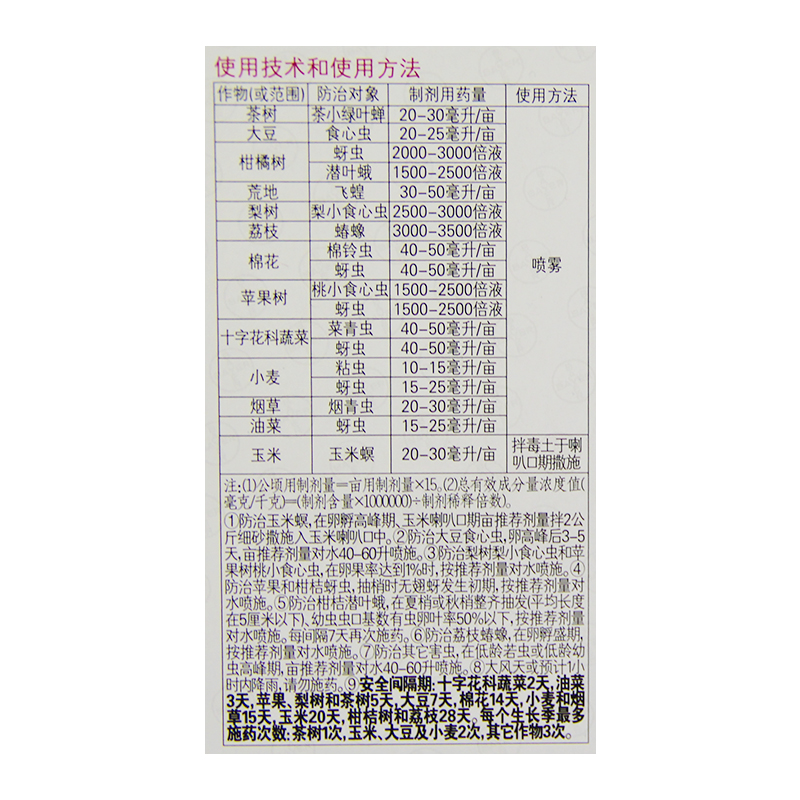 使用技术和使用方法
作物(或范围) 防治对象 制剂用药量 使用方法
茶树 茶小绿叶蝉 20-30毫升/亩
大豆 食心虫 20-25毫升/亩
柑橘树 蚜虫 2000-3000倍液
潜叶蛾 1500-2500倍液
荒地 飞蝗 30-50毫升/亩
梨树 梨小食心虫 2500-3000倍液
荔枝 蝽蟓 3000-3500倍液
棉花 棉铃虫 40-50毫升/亩
蚜虫 40-50毫升/亩
喷雾
苹果树 桃小食心虫 1500-2500倍液
蚜虫 1500-2500倍液
十字花科蔬菜 菜青虫 40-50毫升/亩
蚜虫 40-50毫升/亩
小麦 粘虫 10-15毫升/亩
蚜虫 15-25毫升/亩
烟草 烟青虫 20-30毫升/亩
油菜 蚜虫 15-25毫升/亩
玉米 玉米螟 20-30毫升/亩 拌毒土于喇
叭口期撒施
注:(1)公顷用制剂量=亩用制剂量×15。(2)总有效成分量浓度值(
毫克/千克)=(制剂含量×1000000)÷制剂稀释倍数)。
①防治玉米螟,在卵孵高峰期、玉米喇叭口期亩推荐剂量拌2公
斤细砂撒施入玉米喇叭口中。②防治大豆食心虫,卵高峰后3-5
天,亩推荐剂量对水40-60升喷施。③防治梨树梨小食心虫和苹
果树桃小食心虫,在卵果率达到1%时,按推荐剂量对水喷施。④
防治苹果和柑桔蚜虫,抽梢时无翅蚜发生初期,按推荐剂量对
水喷施。⑤防治柑桔潜叶蛾,在夏梢或秋梢整齐抽发(平均长度
在5厘米以下)、幼虫虫口基数有虫卵叶率50%以下,按推荐剂量
对水喷施。每间隔7天再次施药。⑥防治荔枝蝽蟓,在卵孵盛期,
按推荐剂量对水喷施。⑦防治其它害虫,在低龄若虫或低龄幼
虫高峰期,亩推荐剂量对水40-60升喷施。⑧大风天或预计1小
时内降雨,请勿施药。⑨安全间隔期:十字花科蔬菜2天,油菜
3天,苹果、梨树和茶树5天,大豆7天,棉花14天,小麦和烟
草15天,玉米20天,柑桔树和荔枝28天。每个生长季最多
施药次数:茶树1次,玉米、大豆及小麦2次,其它作物3次。